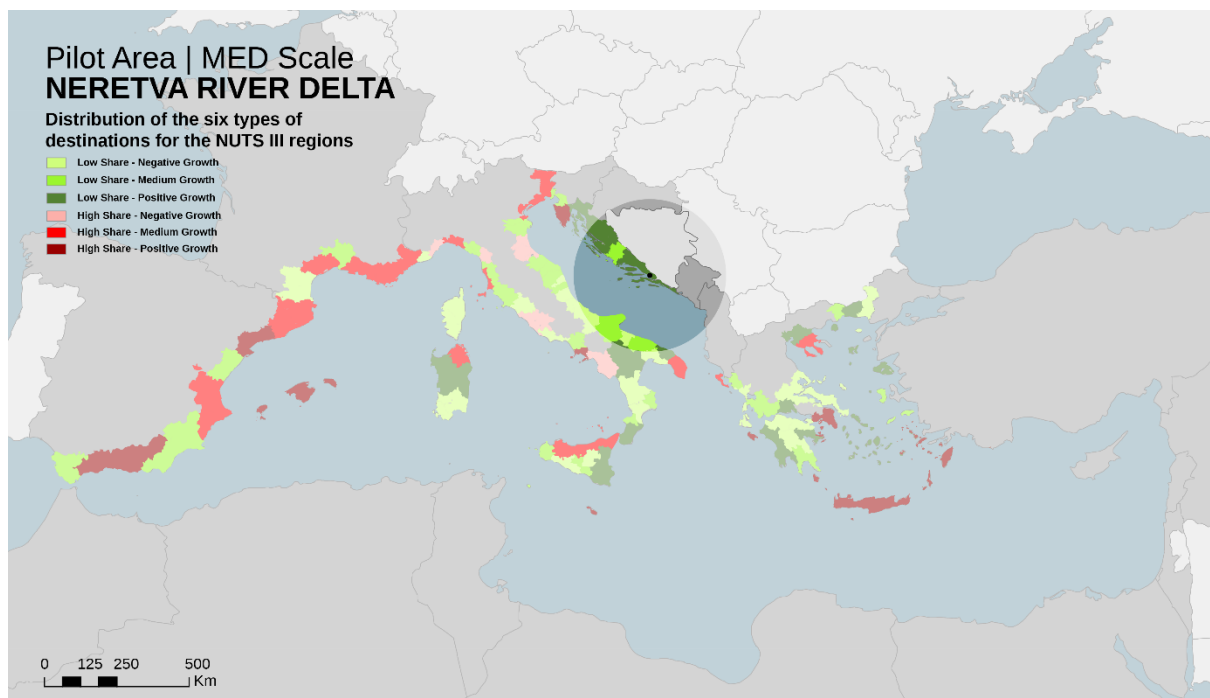 Pilot Area | MED Scale
NERETVA RIVER DELTA
Distribution of the six types of
destinations for the NUTS III regions
Low Share - Negative Growth
Low Share - Medium Growth
Low Share - Positive Growth
High Share - Negative Growth
High Share - Medium Growth
High Share - Positive Growth
0 125 250 500
Km